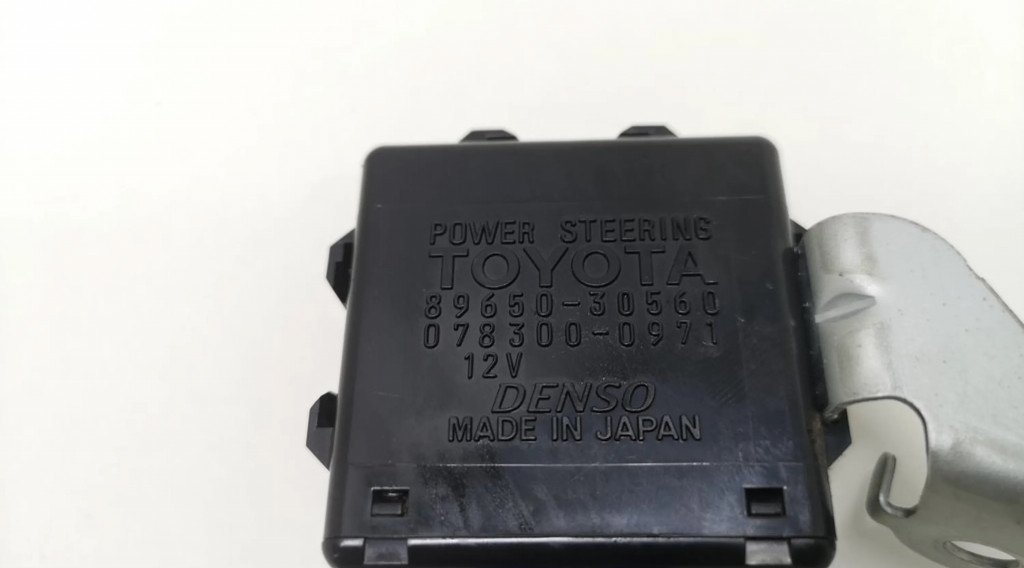 POWER STEERING
TOYOTA
89650-30560
078300-0971
12V
DENSO
MADE IN JAPAN